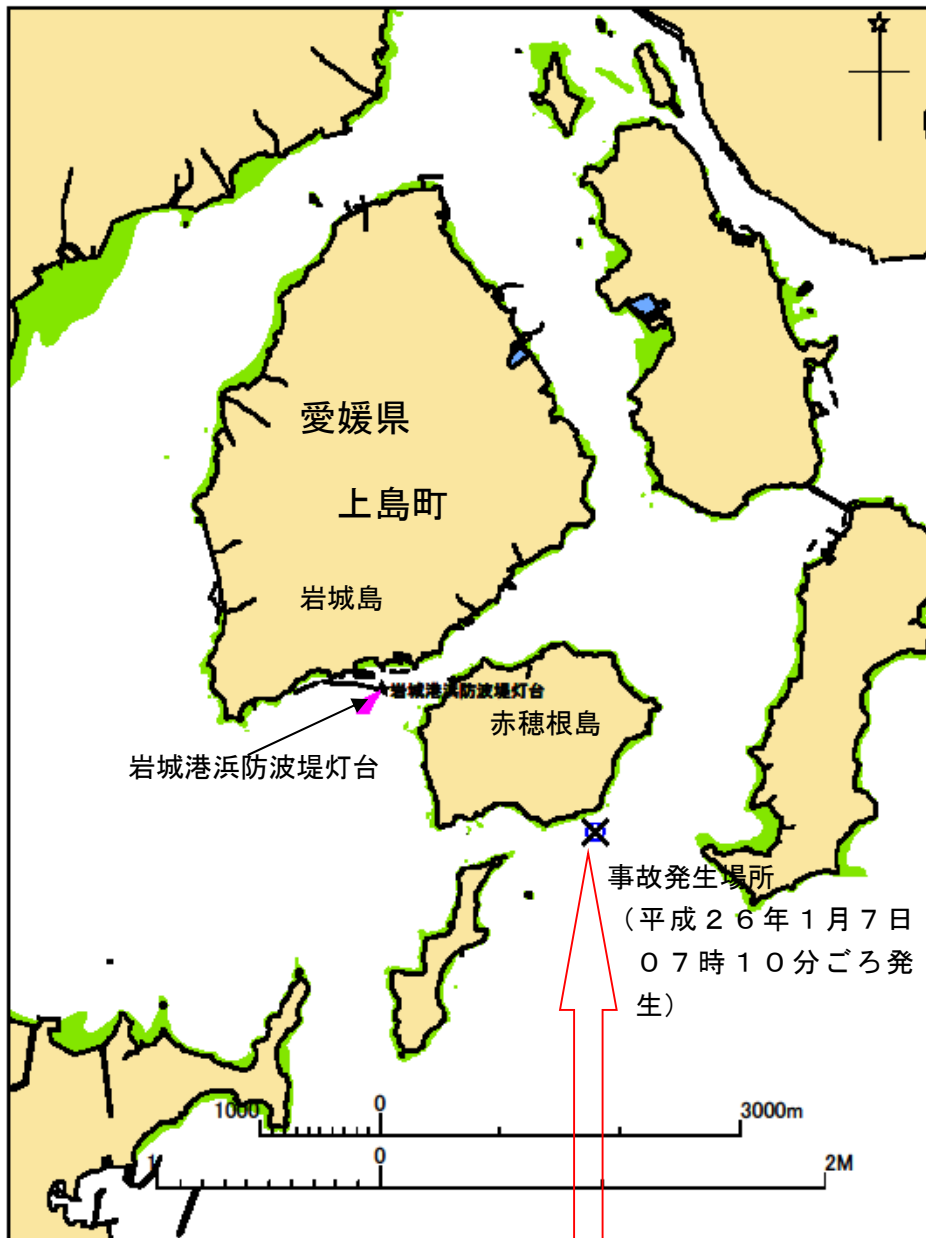 愛媛県
上島町
岩城島
岩城港浜防波堤灯台
赤穂根島
岩城港浜防波堤灯台
事故発生場所
（平成２６年１月７日
０７時１０分ごろ発
生）
1000 0 3000m
1 0 2M